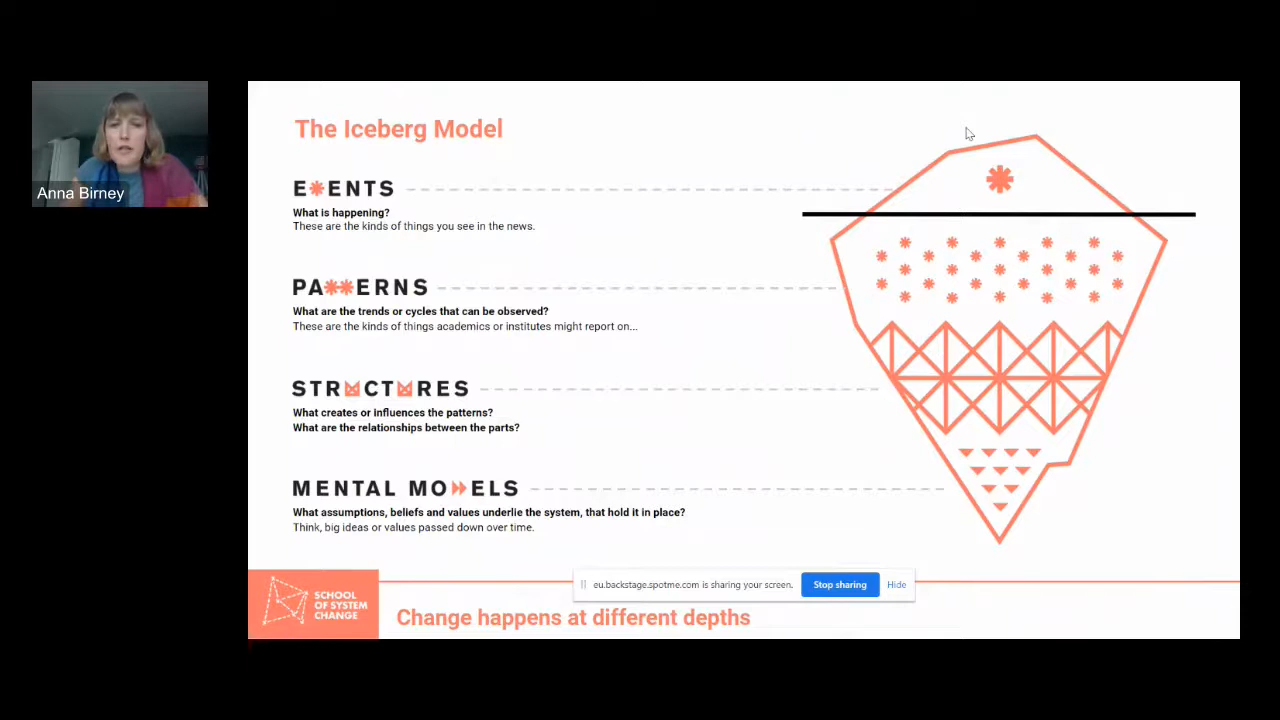 Anna Birney
The Iceberg Model
EVENTS
What is happening?
These are the kinds of things you see in the news.
PATTERNS
What are the trends or cycles that can be observed?
These are the kinds of things academics or institutes might report on...
STRUCTURES
What creates or influences the patterns?
What are the relationships between the parts?
MENTAL MODELS
What assumptions, beliefs and values underlie the system, that hold it in place?
Think, big ideas or values passed down over time.
eu.backstage.spotme.com is sharing your screen.
Stop sharing
Hide
SCHOOL
OF SYSTEM
CHANGE
Change happens at different depths